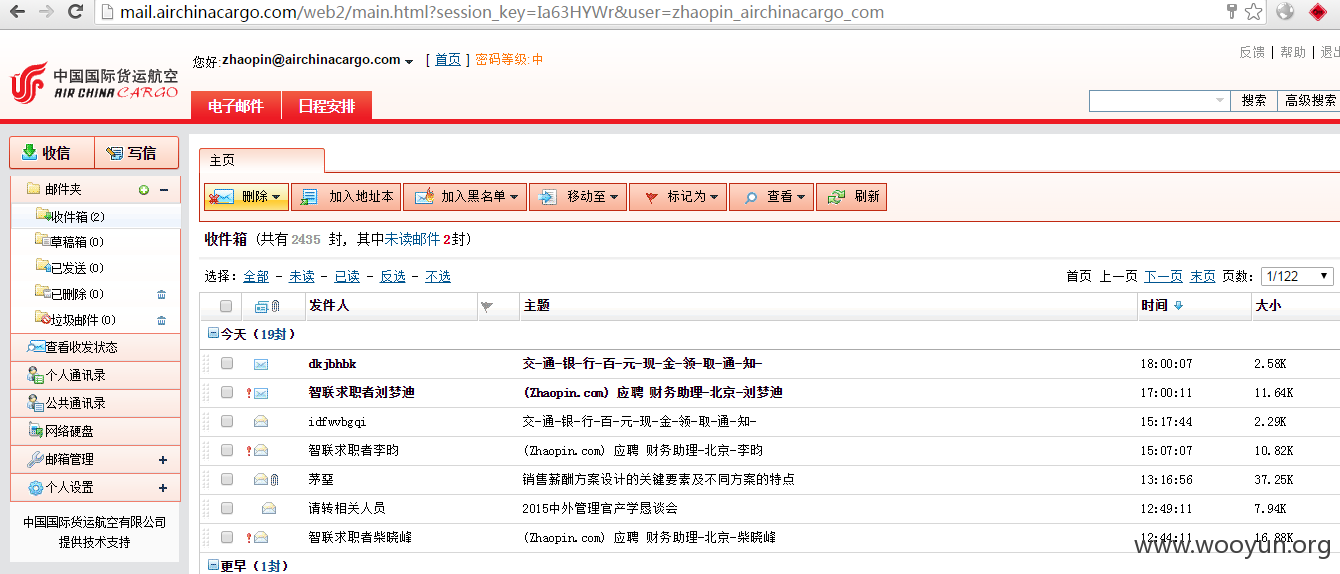 mail.airchinacargo.com/web2/main.html?session_key=Ia63HYWr&user=zhaopin_airchinacargo_com
反馈 | 帮助 | 退出
中国国际货运航空
AIR CHINA CARGO
您好:zhaopin@airchinacargo.com [ 首页 ] 密码等级:中
电子邮件 日程安排
搜索 高级搜索
收信 写信
主页
邮件夹
收件箱 (2)
草稿箱 (0)
已发送 (0)
已删除 (0)
垃圾邮件 (0)
查看收发状态
个人通讯录
公共通讯录
网络硬盘
邮箱管理 +
个人设置 +
中国国际货运航空有限公司
提供技术支持
删除 加入地址本 加入黑名单 移动至 标记为 查看 刷新
收件箱 (共有 2435 封, 其中未读邮件 2封)
选择: 全部 - 未读 - 已读 - 反选 - 不选
首页 上一页 下一页 末页 页数: 1/122
发件人 主题 时间 大小
今天 (19封)
dkjbhbk 交-通-银-行-百-元-现-金-领-取-通-知- 18:00:07 2.58K
智联求职者刘梦迪 (Zhaopin.com) 应聘 财务助理-北京-刘梦迪 17:00:11 11.64K
idfwvbgqi 交-通-银-行-百-元-现-金-领-取-通-知- 15:17:44 2.29K
智联求职者李昀 (Zhaopin.com) 应聘 财务助理-北京-李昀 15:07:07 10.82K
茅堥 销售薪酬方案设计的关键要素及不同方案的特点 13:16:56 37.25K
请转相关人员 2015中外管理官产学恳谈会 12:49:11 7.94K
智联求职者柴晓峰 (Zhaopin.com) 应聘 财务助理-北京-柴晓峰 12:44:11 16.88K
更早 (1封)
www.wooyun.org